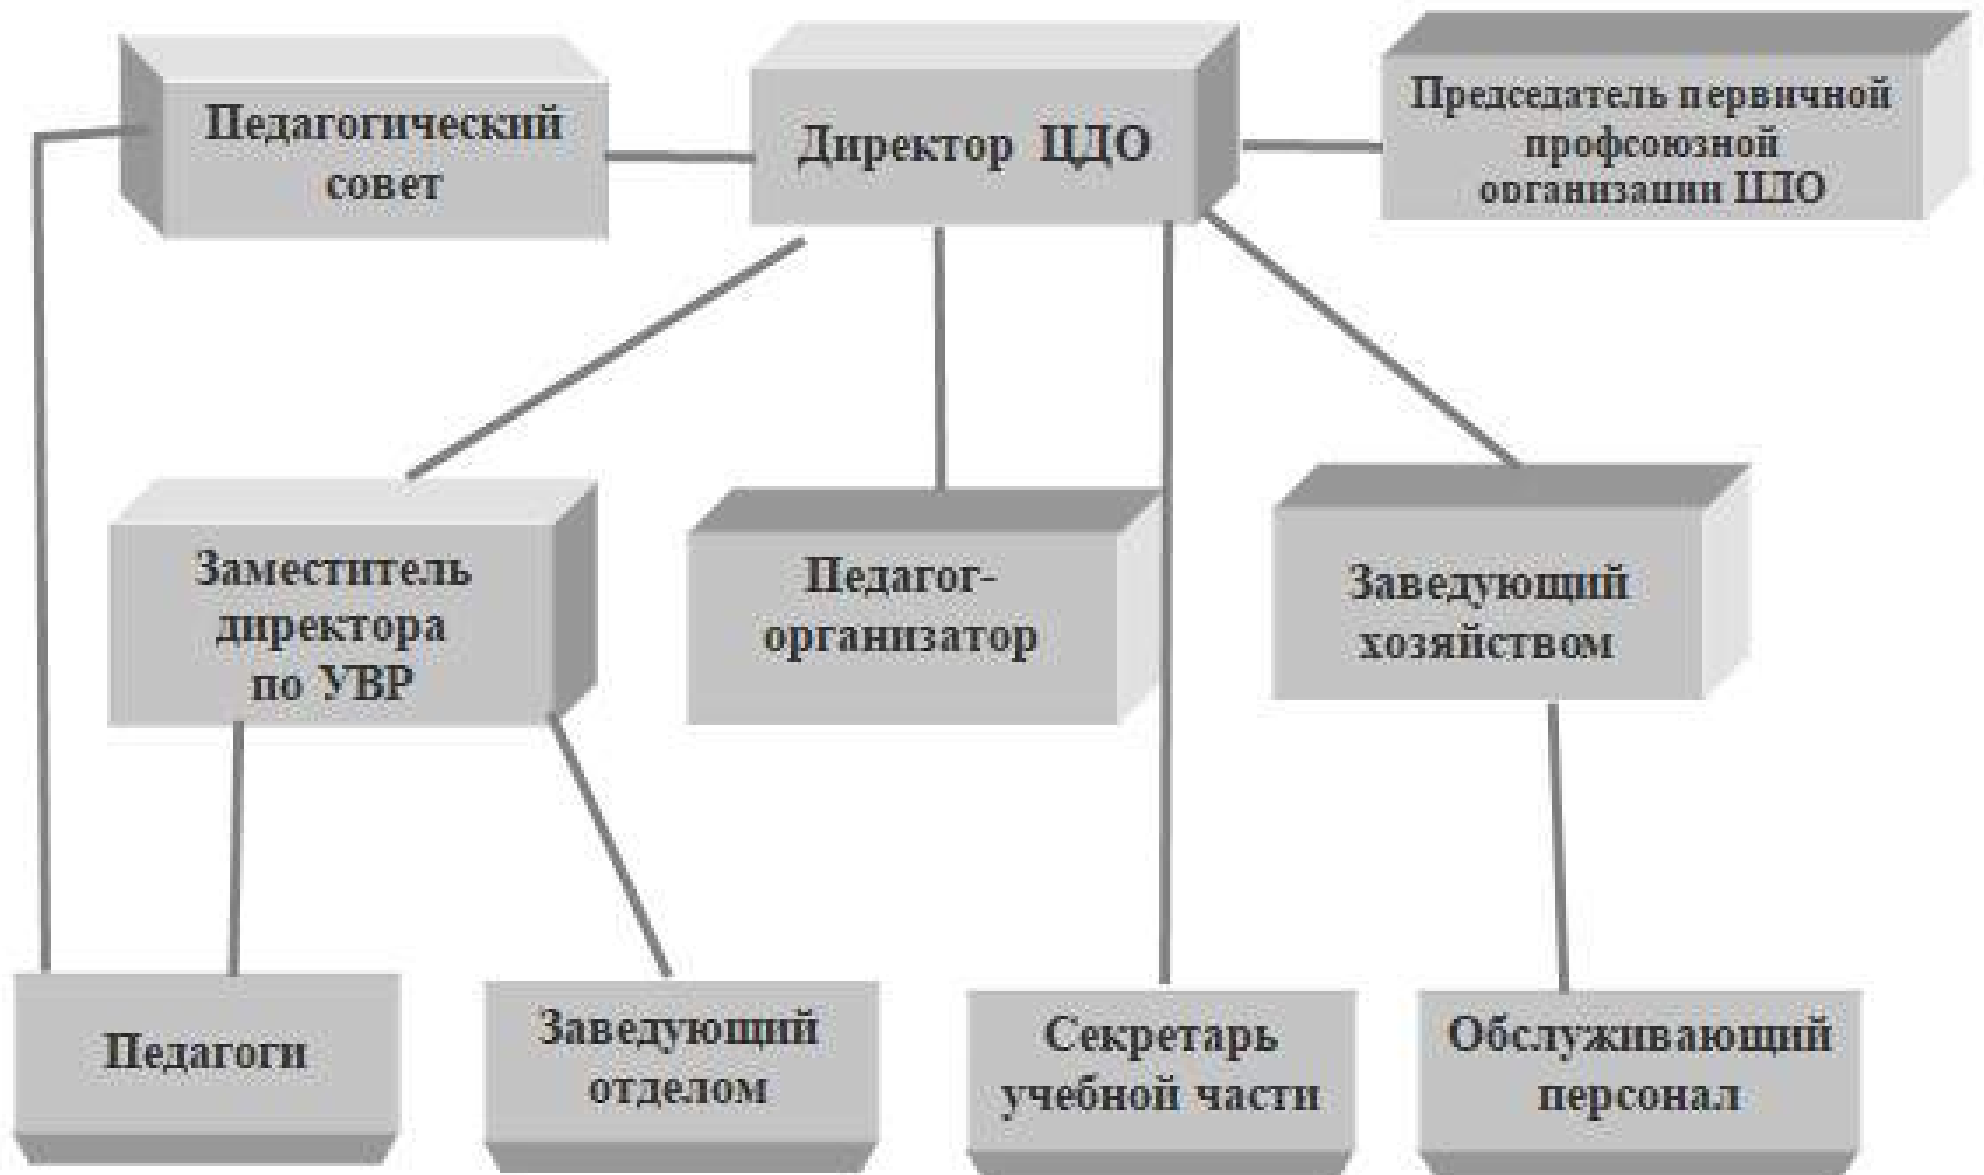 Педагогический
совет
Директор ЦДО
Председатель первичной
профсоюзной
организации ЦДО
Заместитель
директора
по УВР
Педагог-
организатор
Заведующий
хозяйством
Педагоги
Заведующий
отделом
Секретарь
учебной части
Обслуживающий
персонал